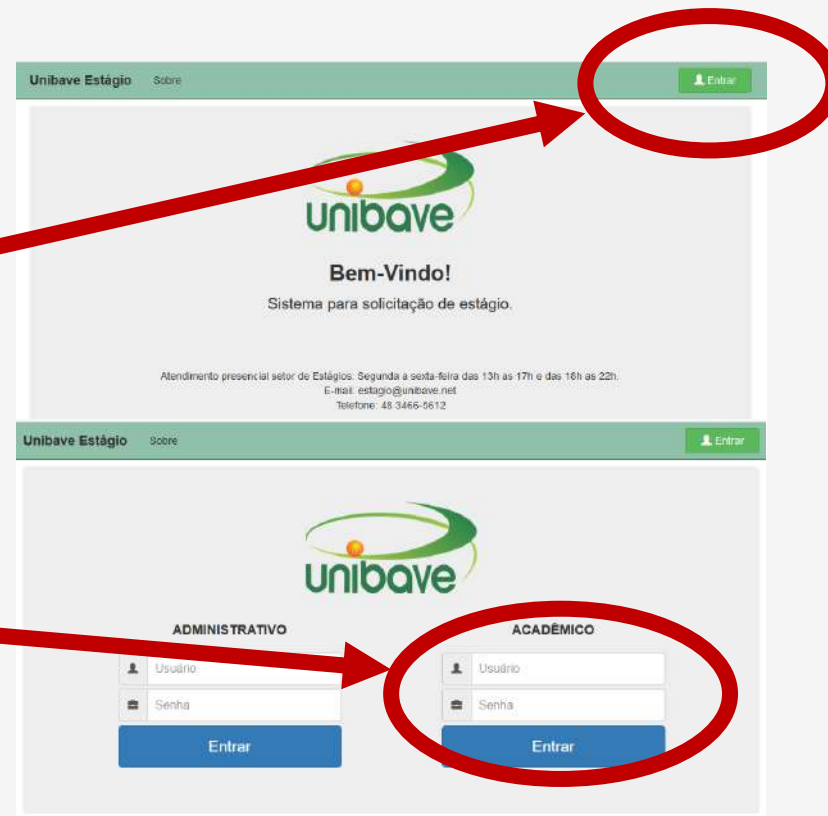 Unibave Estágio Sobre Entrar
unibave
Bem-Vindo!
Sistema para solicitação de estágio.
Atendimento presencial setor de Estágios: Segunda a sexta-feira das 13h as 17h e das 18h as 22h.
E-mail: estagio@unibave.net
Telefone: 48 3466-5612
Unibave Estágio Sobre Entrar
unibave
ADMINISTRATIVO ACADÊMICO
Usuário Usuário
Senha Senha
Entrar Entrar